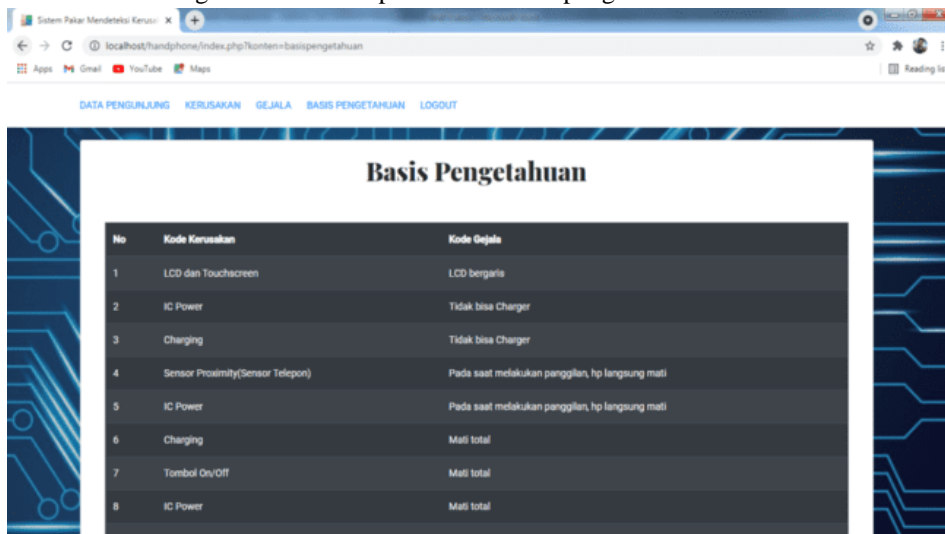 Sistem Pakar Mendeteksi Kerusa
localhost/handphone/index.php?konten=basispengetahuan
Apps Gmail YouTube Maps Reading lis
DATA PENGUNJUNG KERUSAKAN GEJALA BASIS PENGETAHUAN LOGOUT
Basis Pengetahuan
No Kode Kerusakan Kode Gejala
1 LCD dan Touchscreen LCD bergaris
2 IC Power Tidak bisa Charger
3 Charging Tidak bisa Charger
4 Sensor Proximity(Sensor Telepon) Pada saat melakukan panggilan, hp langsung mati
5 IC Power Pada saat melakukan panggilan, hp langsung mati
6 Charging Mati total
7 Tombol On/Off Mati total
8 IC Power Mati total